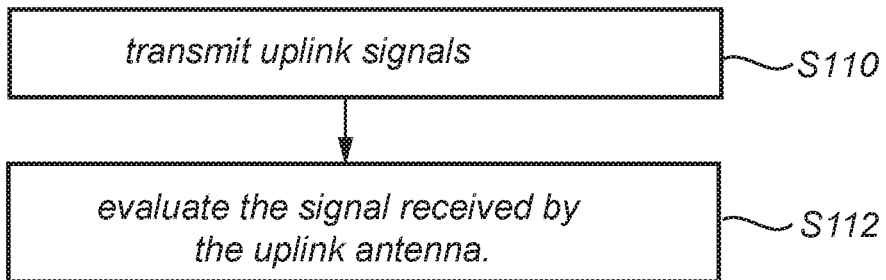 transmit uplink signals
S110
evaluate the signal received by
the uplink antenna.
S112